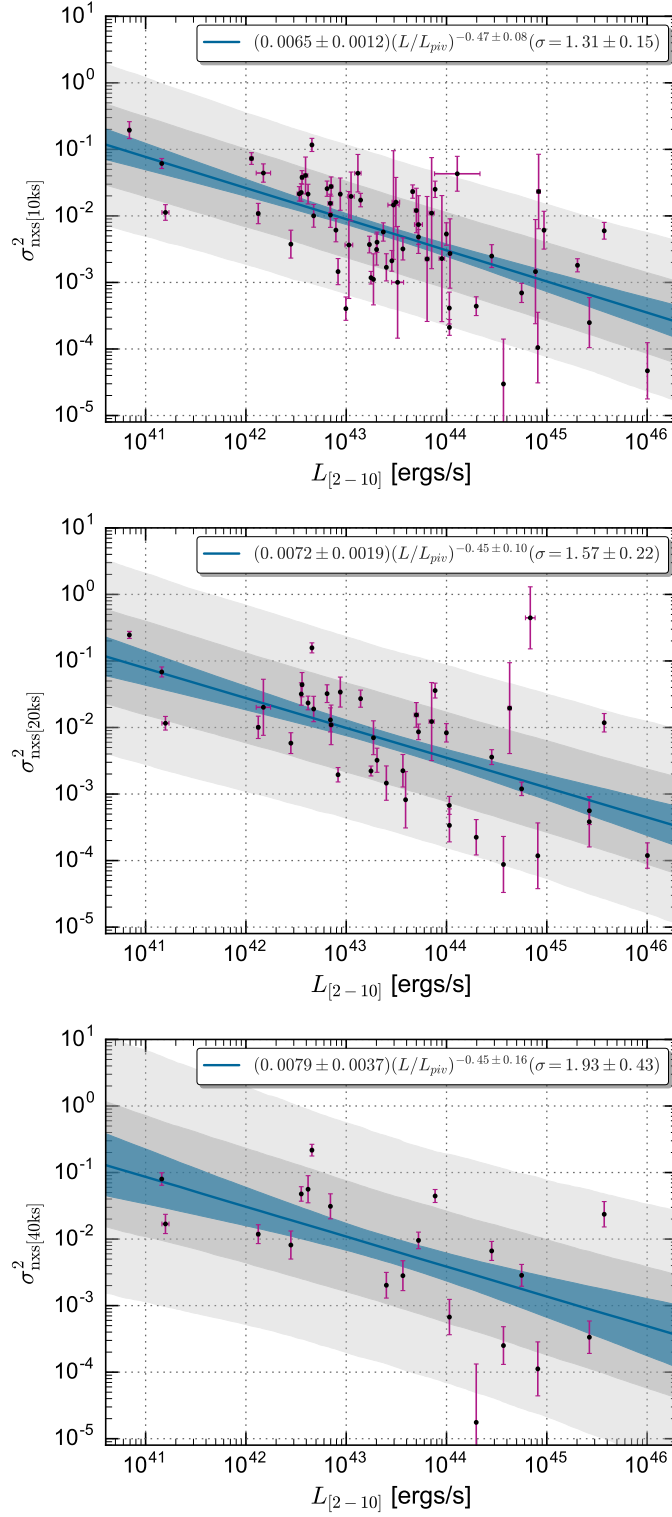 (0.0065 ± 0.0012)(L/L_piv)^−0.47±0.08 (σ = 1.31 ± 0.15)
10^1
10^0
10^-1
10^-2
10^-3
10^-4
10^-5
σ^2_nxs[10ks]
10^41 10^42 10^43 10^44 10^45 10^46
L_[2−10] [ergs/s]
(0.0072 ± 0.0019)(L/L_piv)^−0.45±0.10 (σ = 1.57 ± 0.22)
10^1
10^0
10^-1
10^-2
10^-3
10^-4
10^-5
σ^2_nxs[20ks]
10^41 10^42 10^43 10^44 10^45 10^46
L_[2−10] [ergs/s]
(0.0079 ± 0.0037)(L/L_piv)^−0.45±0.16 (σ = 1.93 ± 0.43)
10^1
10^0
10^-1
10^-2
10^-3
10^-4
10^-5
σ^2_nxs[40ks]
10^41 10^42 10^43 10^44 10^45 10^46
L_[2−10] [ergs/s]